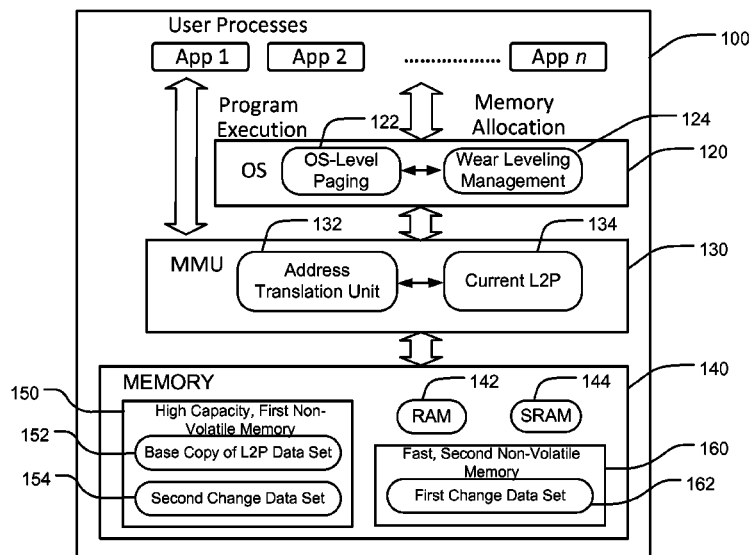 User Processes
100
App 1
App 2
....................
App n
Program
Execution
Memory
Allocation
122
124
OS
OS-Level
Paging
Wear Leveling
Management
120
132
134
MMU
Address
Translation Unit
Current L2P
130
MEMORY
140
150
142
144
High Capacity, First Non-
Volatile Memory
RAM
SRAM
152
Base Copy of L2P Data Set
Fast, Second Non-Volatile
Memory
160
154
Second Change Data Set
First Change Data Set
162